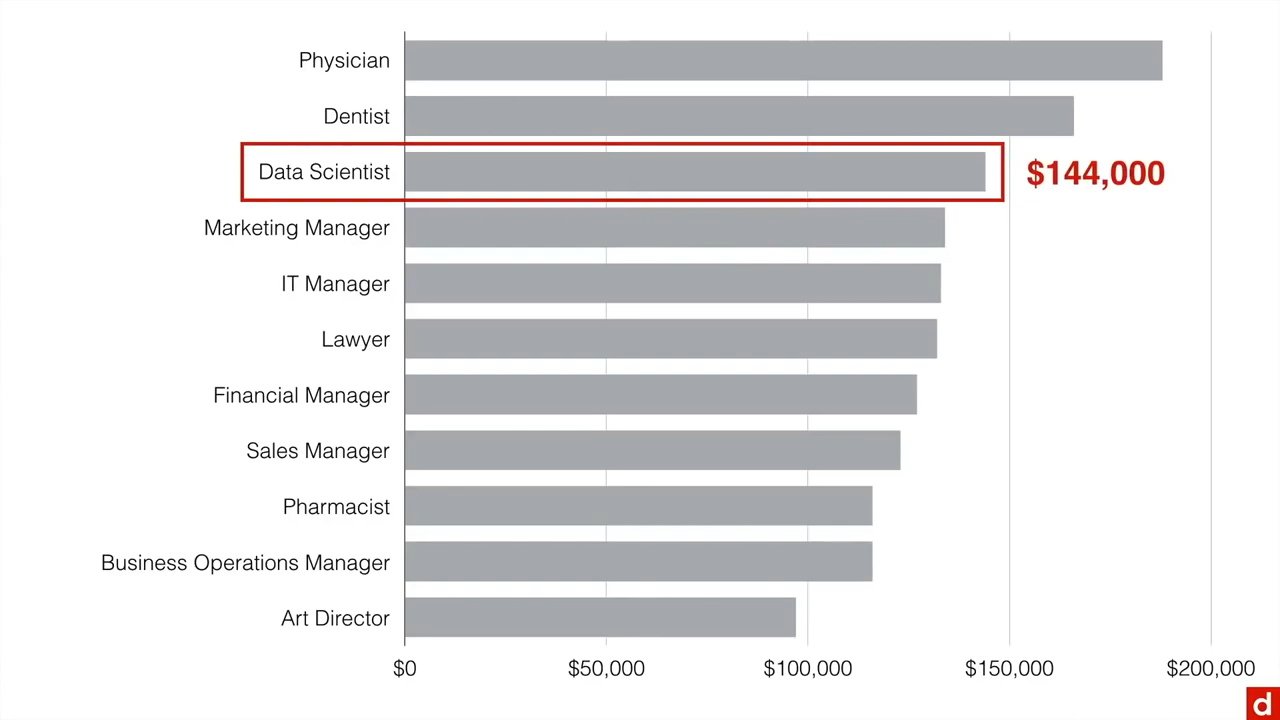 Physician
Dentist
Data Scientist
$144,000
Marketing Manager
IT Manager
Lawyer
Financial Manager
Sales Manager
Pharmacist
Business Operations Manager
Art Director
$0
$50,000
$100,000
$150,000
$200,000
d